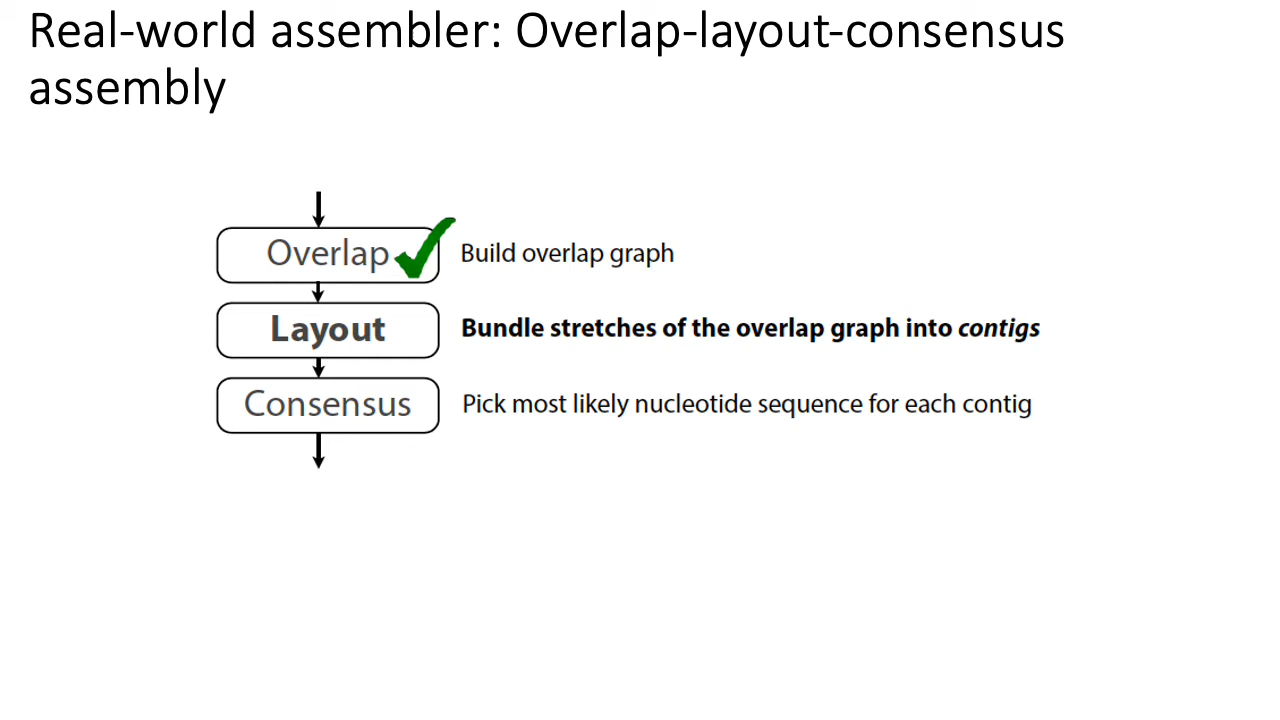 Real-world assembler: Overlap-layout-consensus
assembly
Overlap Build overlap graph
Layout Bundle stretches of the overlap graph into contigs
Consensus Pick most likely nucleotide sequence for each contig